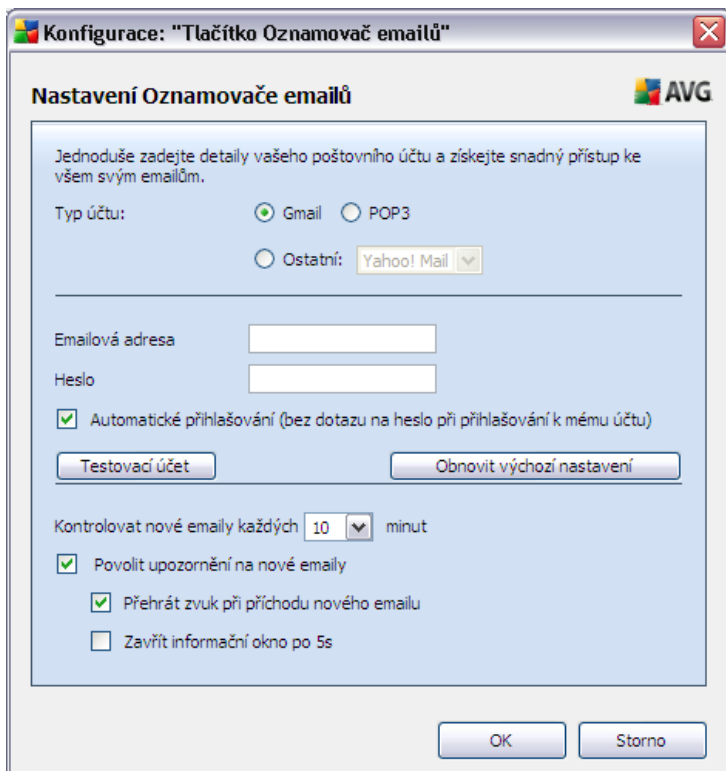 Konfigurace: "Tlačítko Oznamovač emailů"
Nastavení Oznamovače emailů
AVG
Jednoduše zadejte detaily vašeho poštovního účtu a získejte snadný přístup ke
všem svým emailům.
Typ účtu: Gmail POP3
Ostatní: Yahoo! Mail
Emailová adresa
Heslo
Automatické přihlašování (bez dotazu na heslo při přihlašování k mému účtu)
Testovací účet Obnovit výchozí nastavení
Kontrolovat nové emaily každých 10 minut
Povolit upozornění na nové emaily
Přehrát zvuk při příchodu nového emailu
Zavřít informační okno po 5s
OK Storno